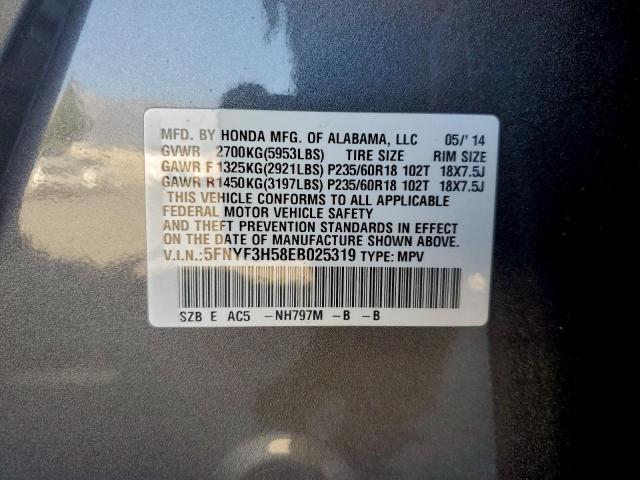 MFD. BY HONDA MFG. OF ALABAMA, LLC 05/'14
GVWR 2700KG(5953LBS) TIRE SIZE RIM SIZE
GAWR F 1325KG(2921LBS) P235/60R18 102T 18X7.5J
GAWR R 1450KG(3197LBS) P235/60R18 102T 18X7.5J
THIS VEHICLE CONFORMS TO ALL APPLICABLE
FEDERAL MOTOR VEHICLE SAFETY
AND THEFT PREVENTION STANDARDS IN EFFECT
ON THE DATE OF MANUFACTURE SHOWN ABOVE.
V.I.N.: 5FNYF3H58EB025319 TYPE: MPV
SZB E AC5 -NH797M -B -B